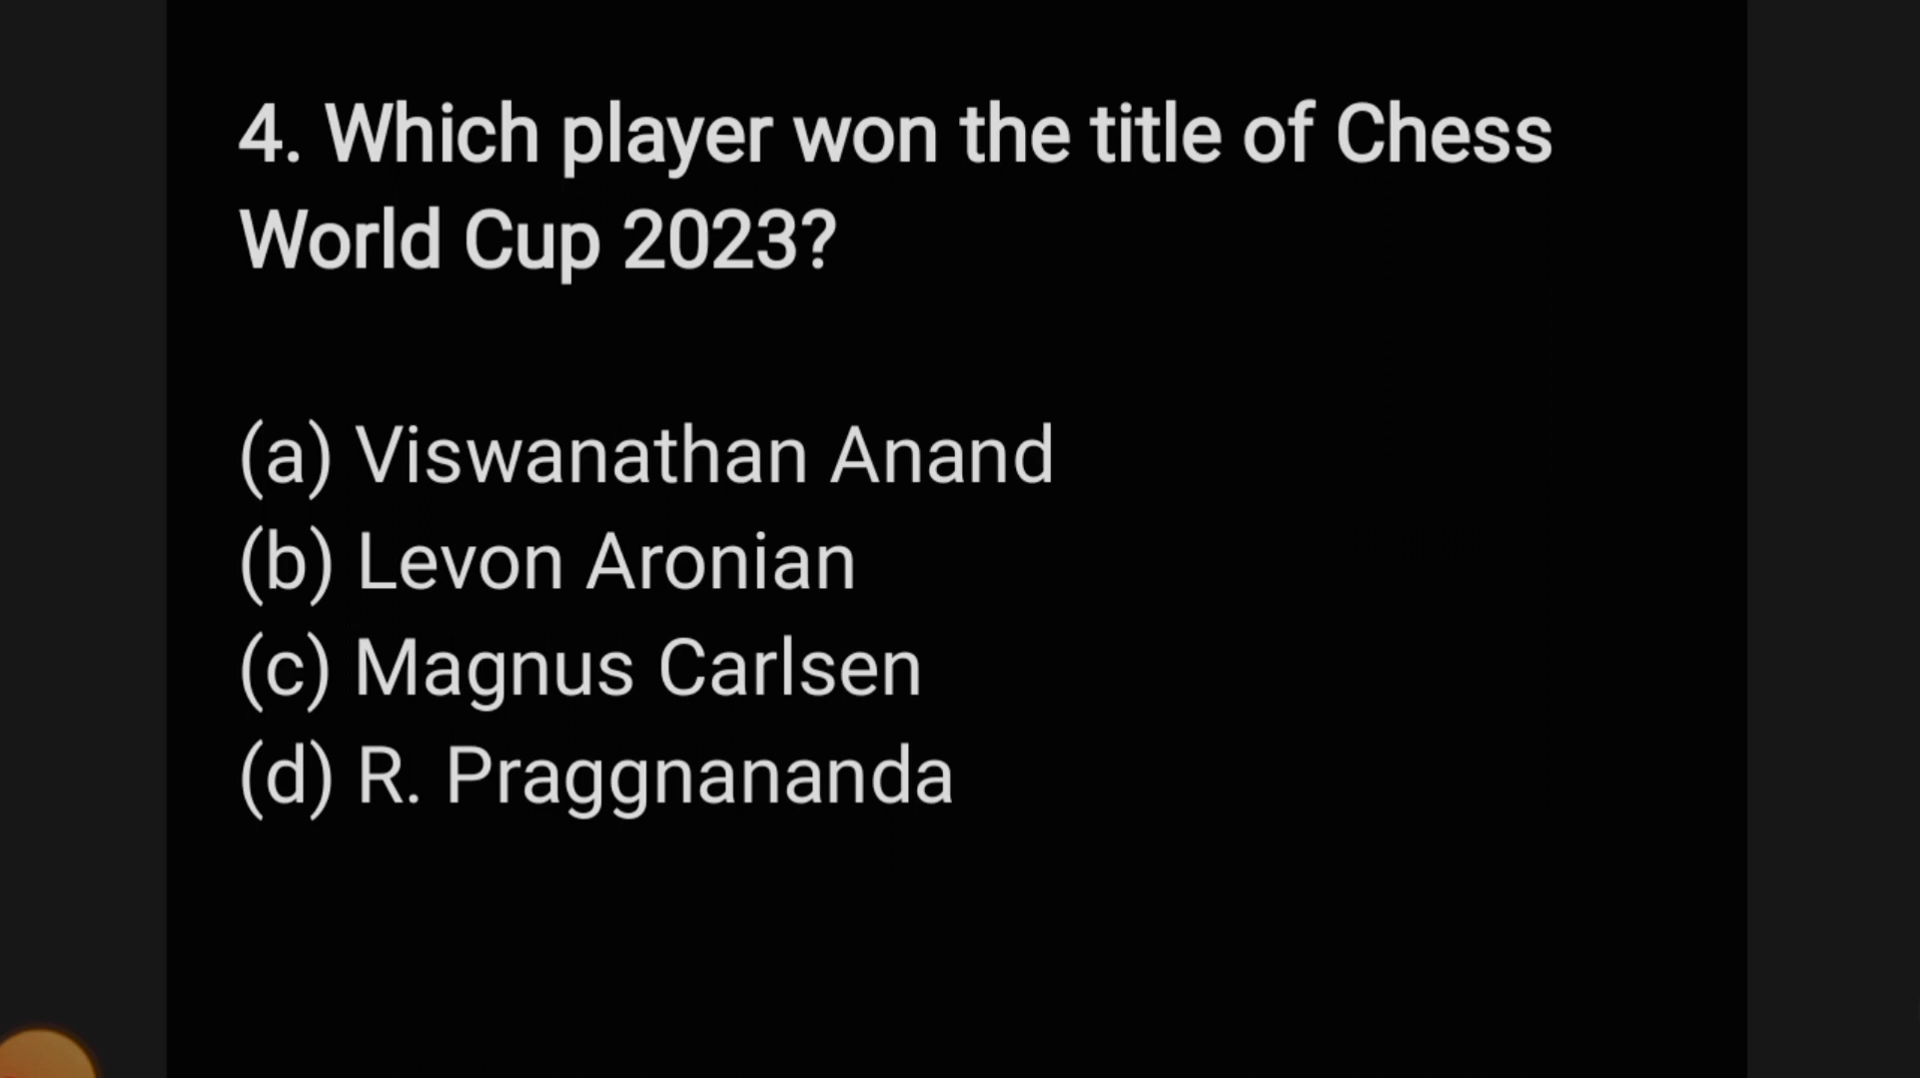 4. Which player won the title of Chess
World Cup 2023?
(a) Viswanathan Anand
(b) Levon Aronian
(c) Magnus Carlsen
(d) R. Praggnananda